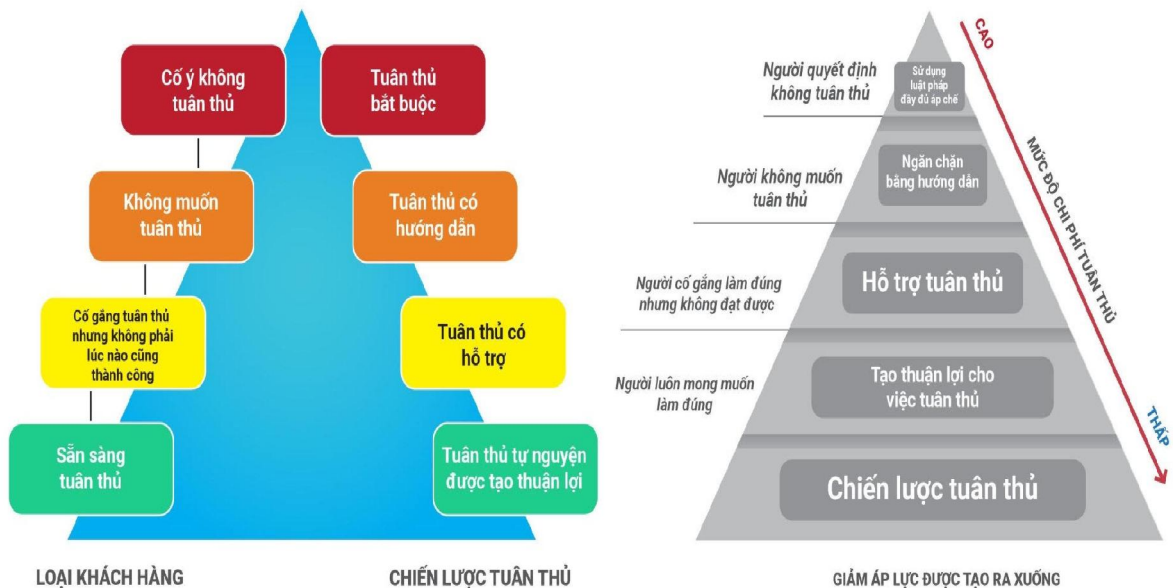 Cố ý không
tuân thủ
Tuân thủ
bắt buộc
Không muốn
tuân thủ
Tuân thủ có
hướng dẫn
Cố gắng tuân thủ
nhưng không phải
lúc nào cũng
thành công
Tuân thủ có
hỗ trợ
Sẵn sàng
tuân thủ
Tuân thủ tự nguyện
được tạo thuận lợi
LOẠI KHÁCH HÀNG
CHIẾN LƯỢC TUÂN THỦ
CAO
MỨC ĐỘ CHI PHÍ TUÂN THỦ
THẤP
Người quyết định
không tuân thủ
Sử dụng
luật pháp
đầy đủ áp chế
Người không muốn
tuân thủ
Ngăn chặn
bằng hướng dẫn
Người cố gắng làm đúng
nhưng không đạt được
Hỗ trợ tuân thủ
Người luôn mong muốn
làm đúng
Tạo thuận lợi cho
việc tuân thủ
Chiến lược tuân thủ
GIẢM ÁP LỰC ĐƯỢC TẠO RA XUỐNG